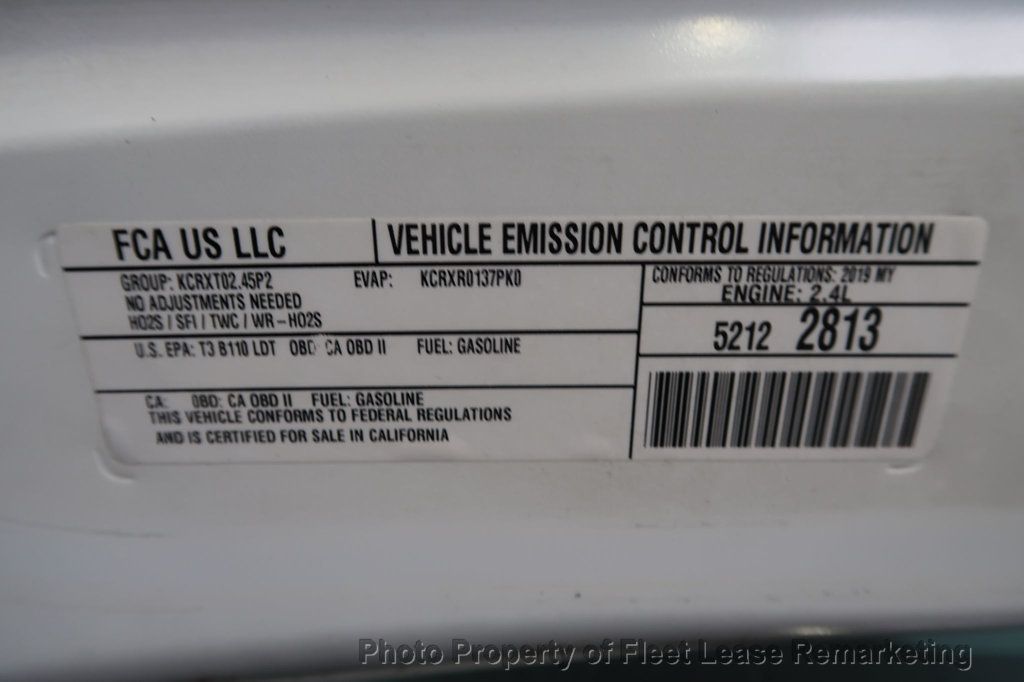 FCA US LLC
VEHICLE EMISSION CONTROL INFORMATION
GROUP: KCRXT02.45P2 EVAP: KCRXR0137PK0
NO ADJUSTMENTS NEEDED
HO2S / SFI / TWC / WR-HO2S
U.S. EPA: T3 B110 LDT OBD: CA OBD II FUEL: GASOLINE
CA: OBD: CA OBD II FUEL: GASOLINE
THIS VEHICLE CONFORMS TO FEDERAL REGULATIONS
AND IS CERTIFIED FOR SALE IN CALIFORNIA
CONFORMS TO REGULATIONS: 2019 MY
ENGINE: 2.4L
5212 2813
Photo Property of Fleet Lease Remarketing